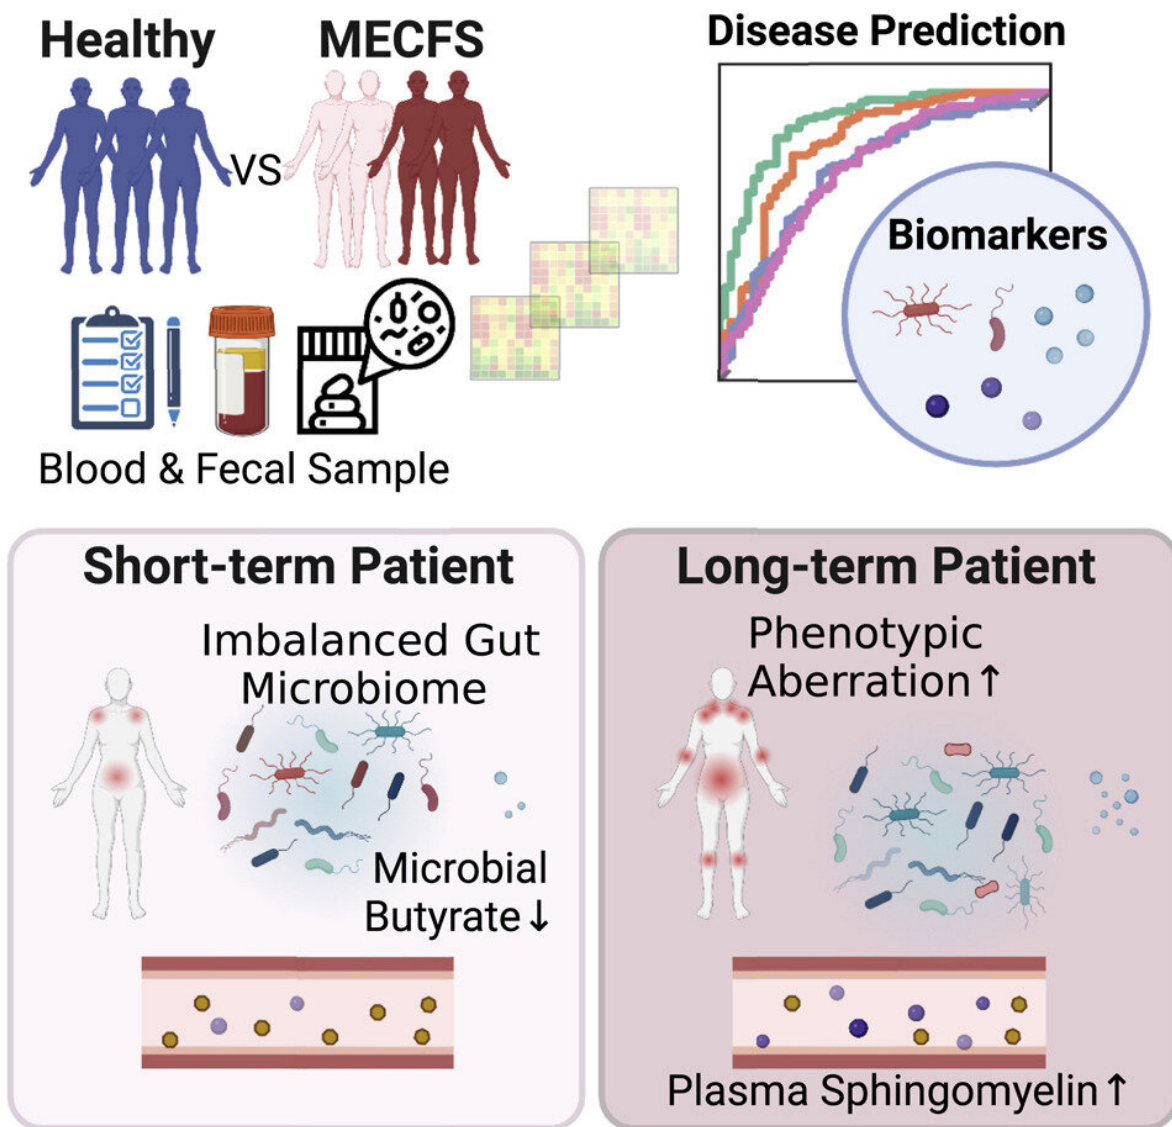 Healthy
VS
MECFS
Disease Prediction
Biomarkers
Blood & Fecal Sample
Short-term Patient
Imbalanced Gut
Microbiome
Microbial
Butyrate↓
Long-term Patient
Phenotypic
Aberration↑
Plasma Sphingomyelin↑